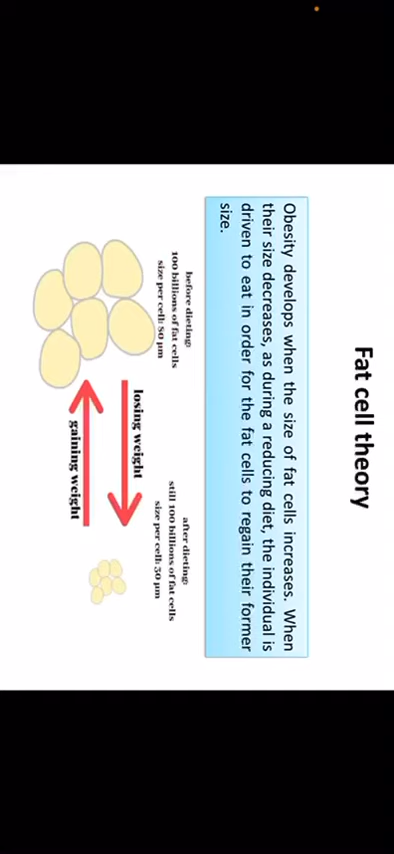 Fat cell theory
Obesity develops when the size of fat cells increases. When
their size decreases, as during a reducing diet, the individual is
driven to eat in order for the fat cells to regain their former
size.
before dieting:
100 billions of fat cells
size per cell: 80 μm
after dieting:
still 100 billions of fat cells
size per cell: 30 μm
losing weight
gaining weight